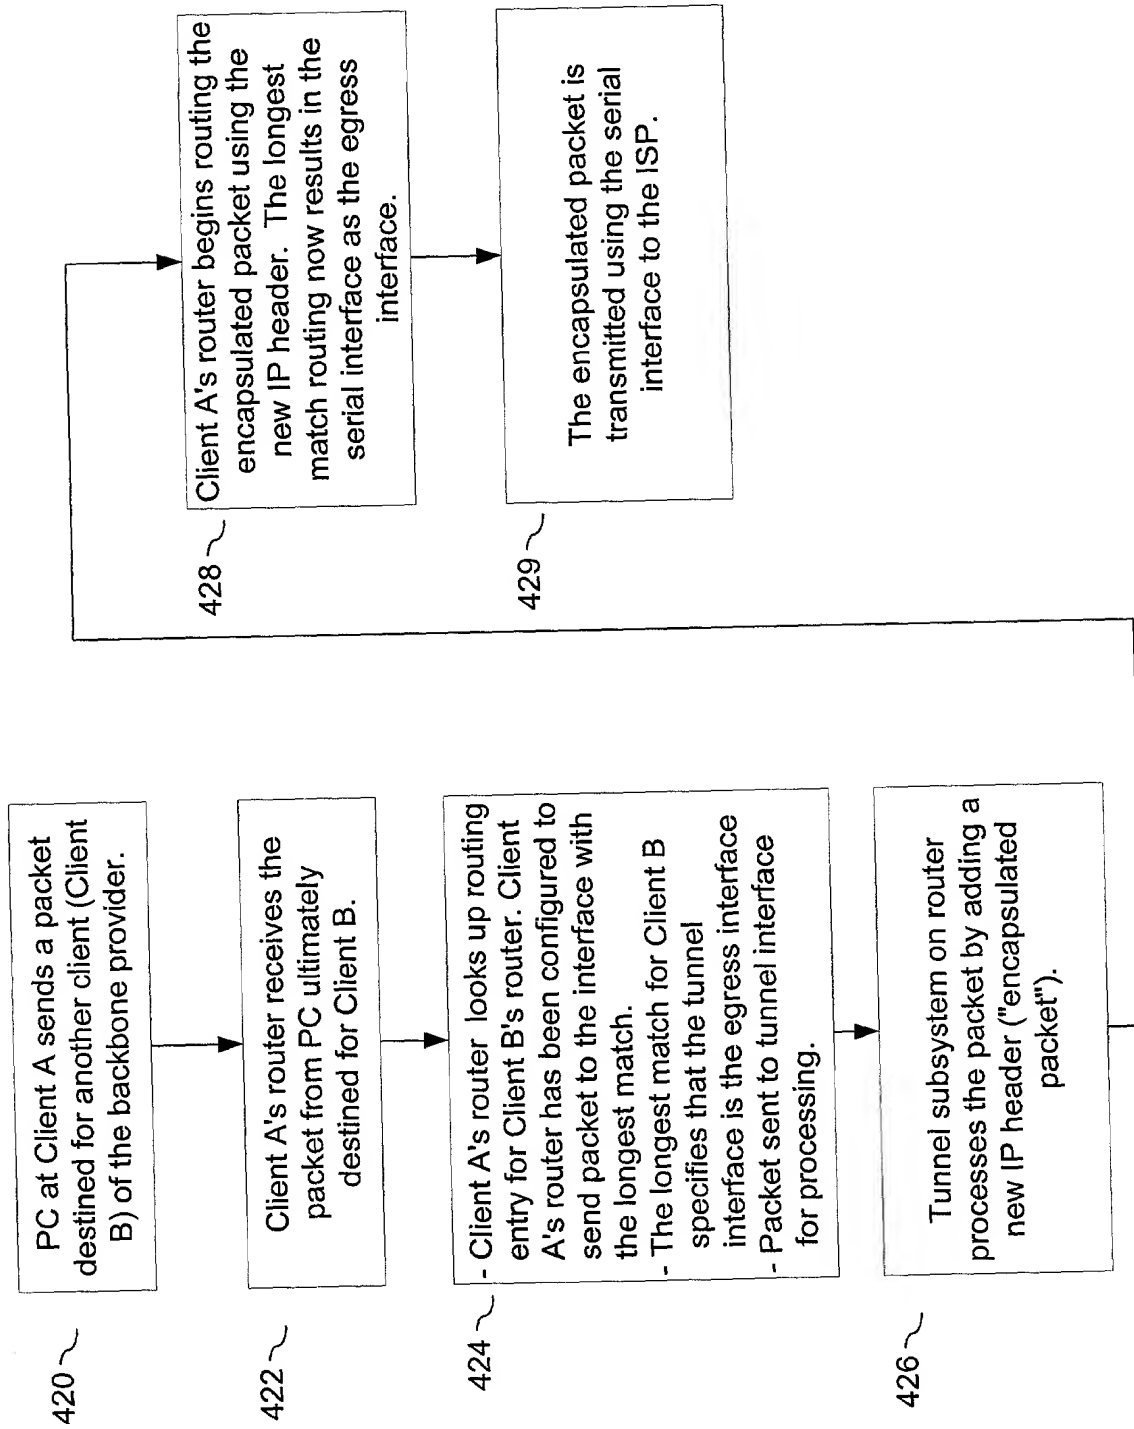 420
PC at Client A sends a packet
destined for another client (Client
B) of the backbone provider.
422
Client A's router receives the
packet from PC ultimately
destined for Client B.
424
- Client A's router looks up routing
entry for Client B's router. Client
A's router has been configured to
send packet to the interface with
the longest match.
- The longest match for Client B
specifies that the tunnel
interface is the egress interface
- Packet sent to tunnel interface
for processing.
426
Tunnel subsystem on router
processes the packet by adding a
new IP header ("encapsulated
packet").
428
Client A's router begins routing the
encapsulated packet using the
new IP header. The longest
match routing now results in the
serial interface as the egress
interface.
429
The encapsulated packet is
transmitted using the serial
interface to the ISP.